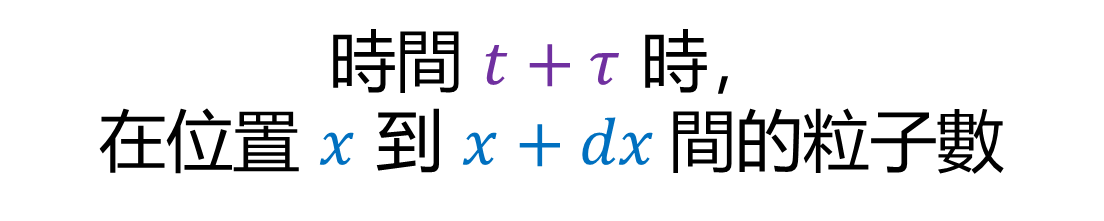 時間 t + τ 時,
在位置 x 到 x + dx 間的粒子數